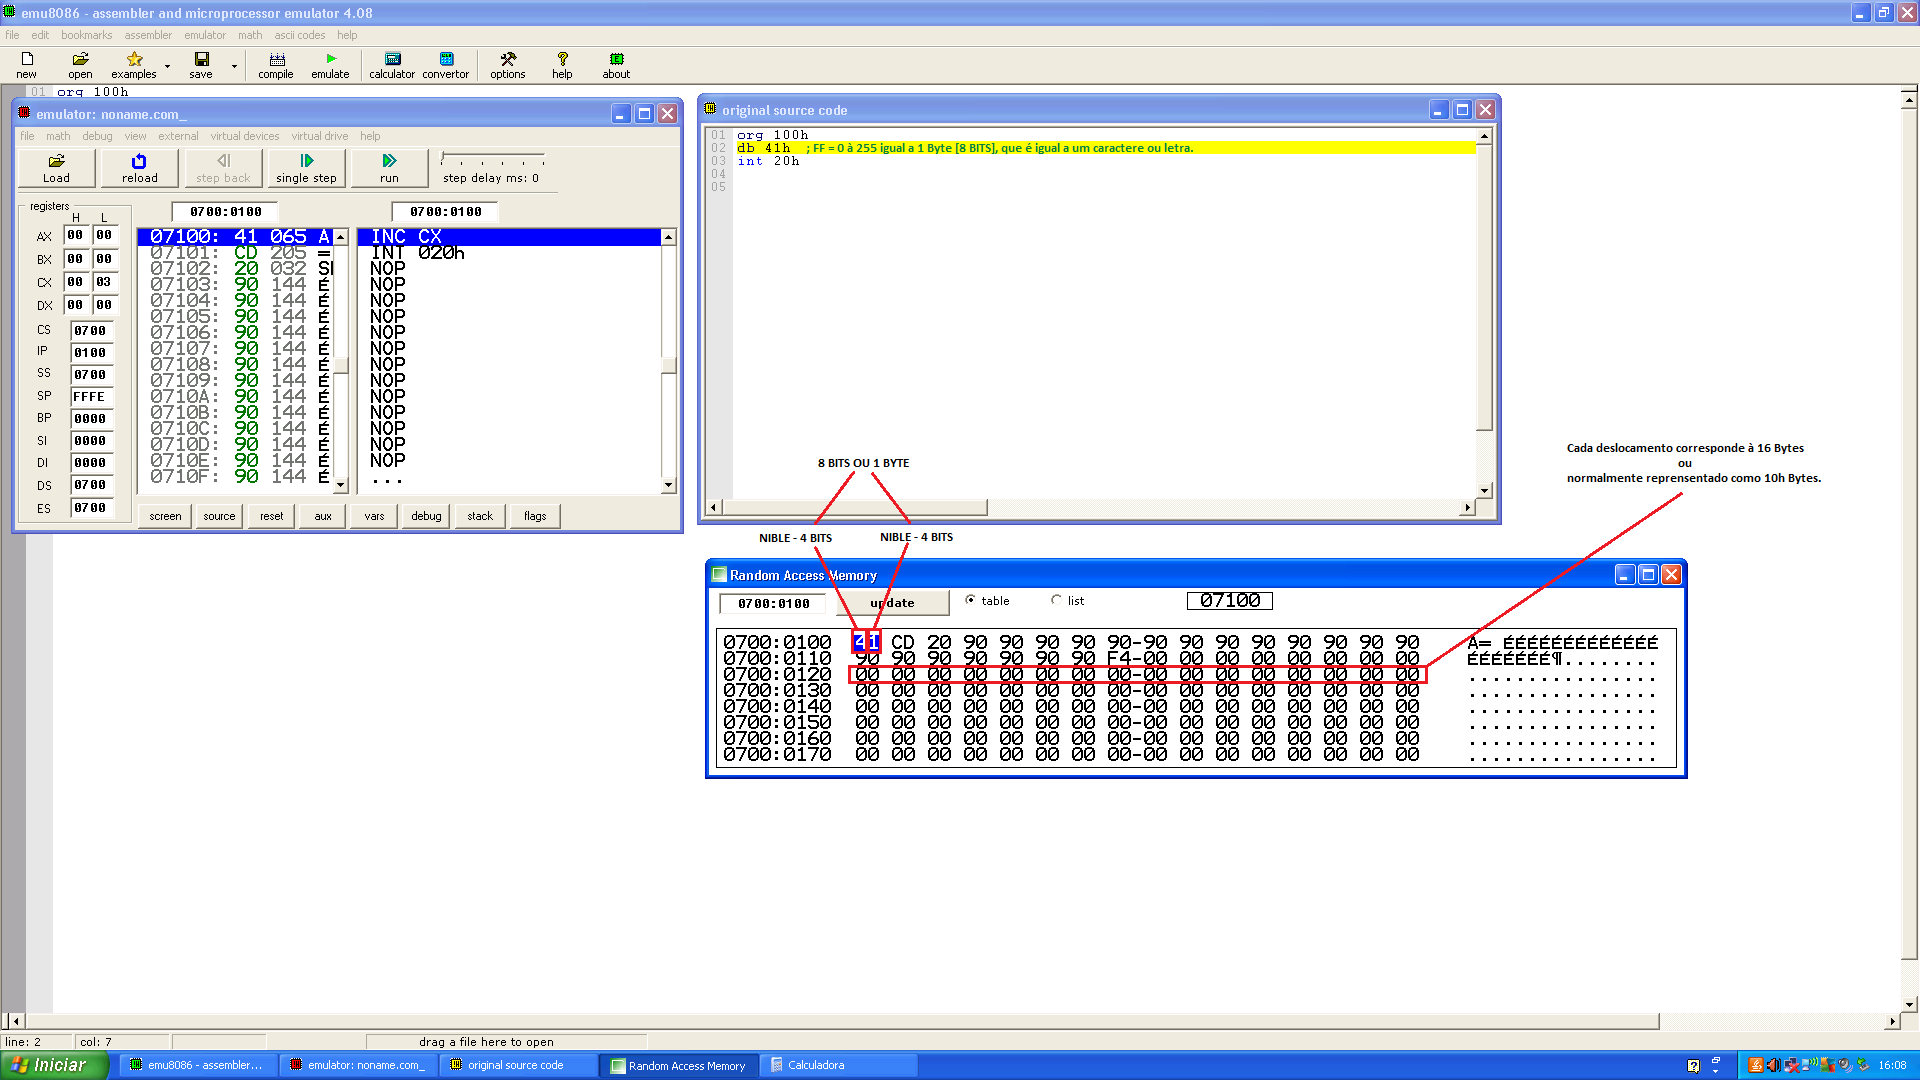 emu8086 - assembler and microprocessor emulator 4.08
file edit bookmarks assembler emulator math ascii codes help
new open examples save compile emulate calculator convertor options help about
01 org 100h
emulator: noname.com_
file math debug view external virtual devices virtual drive help
Load reload step back single step run step delay ms: 0
registers
H L
AX 00 00
BX 00 00
CX 00 03
DX 00 00
CS 0700
IP 0100
SS 0700
SP FFFE
BP 0000
SI 0000
DI 0000
DS 0700
ES 0700
0700:0100 0700:0100
07100: 41 065 A INC CX
07101: CD 205 = INT 020h
07102: 20 032 NOP
07103: 90 144 É NOP
07104: 90 144 É NOP
07105: 90 144 É NOP
07106: 90 144 É NOP
07107: 90 144 É NOP
07108: 90 144 É NOP
07109: 90 144 É NOP
0710A: 90 144 É NOP
0710B: 90 144 É NOP
0710C: 90 144 É NOP
0710D: 90 144 É NOP
0710E: 90 144 É NOP
0710F: 90 144 É ...
screen source reset aux vars debug stack flags
original source code
01 org 100h
02 db 41h ; FF = 0 à 255 igual a 1 Byte [8 BITS], que é igual a um caractere ou letra.
03 int 20h
04
05
8 BITS OU 1 BYTE
NIBLE - 4 BITS NIBLE - 4 BITS
Cada deslocamento corresponde à 16 Bytes
ou
normalmente reprensentado como 10h Bytes.
Random Access Memory
0700:0100 update table list 07100
0700:0100 41 CD 20 90 90 90 90 90-90 90 90 90 90 90 90 90 A= ÉÉÉÉÉÉÉÉÉÉÉÉÉ
0700:0110 90 90 90 90 90 90 90 F4-00 00 00 00 00 00 00 00 ÉÉÉÉÉÉÉ¶........
0700:0120 00 00 00 00 00 00 00 00-00 00 00 00 00 00 00 00 ................
0700:0130 00 00 00 00 00 00 00 00-00 00 00 00 00 00 00 00 ................
0700:0140 00 00 00 00 00 00 00 00-00 00 00 00 00 00 00 00 ................
0700:0150 00 00 00 00 00 00 00 00-00 00 00 00 00 00 00 00 ................
0700:0160 00 00 00 00 00 00 00 00-00 00 00 00 00 00 00 00 ................
0700:0170 00 00 00 00 00 00 00 00-00 00 00 00 00 00 00 00 ................
line: 2 col: 7 drag a file here to open
Iniciar emu8086 - assembler... emulator: noname.com_ original source code Random Access Memory Calculadora 16:08